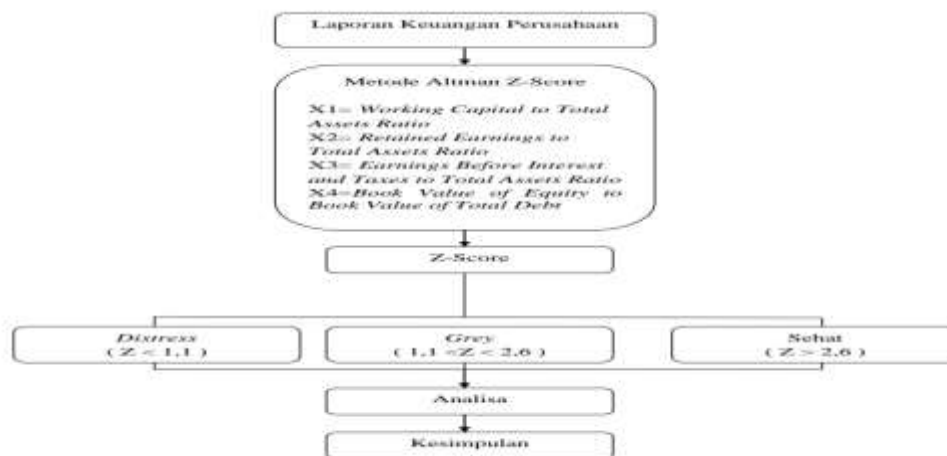 Laporan Keuangan Perusahaan
Metode Altman Z-Score
X1= Working Capital to Total
Assets Ratio
X2= Retained Earnings to
Total Assets Ratio
X3= Earnings Before Interest
and Taxes to Total Assets Ratio
X4=Book Value of Equity to
Book Value of Total Debt
Z-Score
Distress
( Z < 1,1 )
Grey
( 1,1 <Z < 2,6 )
Sehat
( Z > 2,6 )
Analisa
Kesimpulan